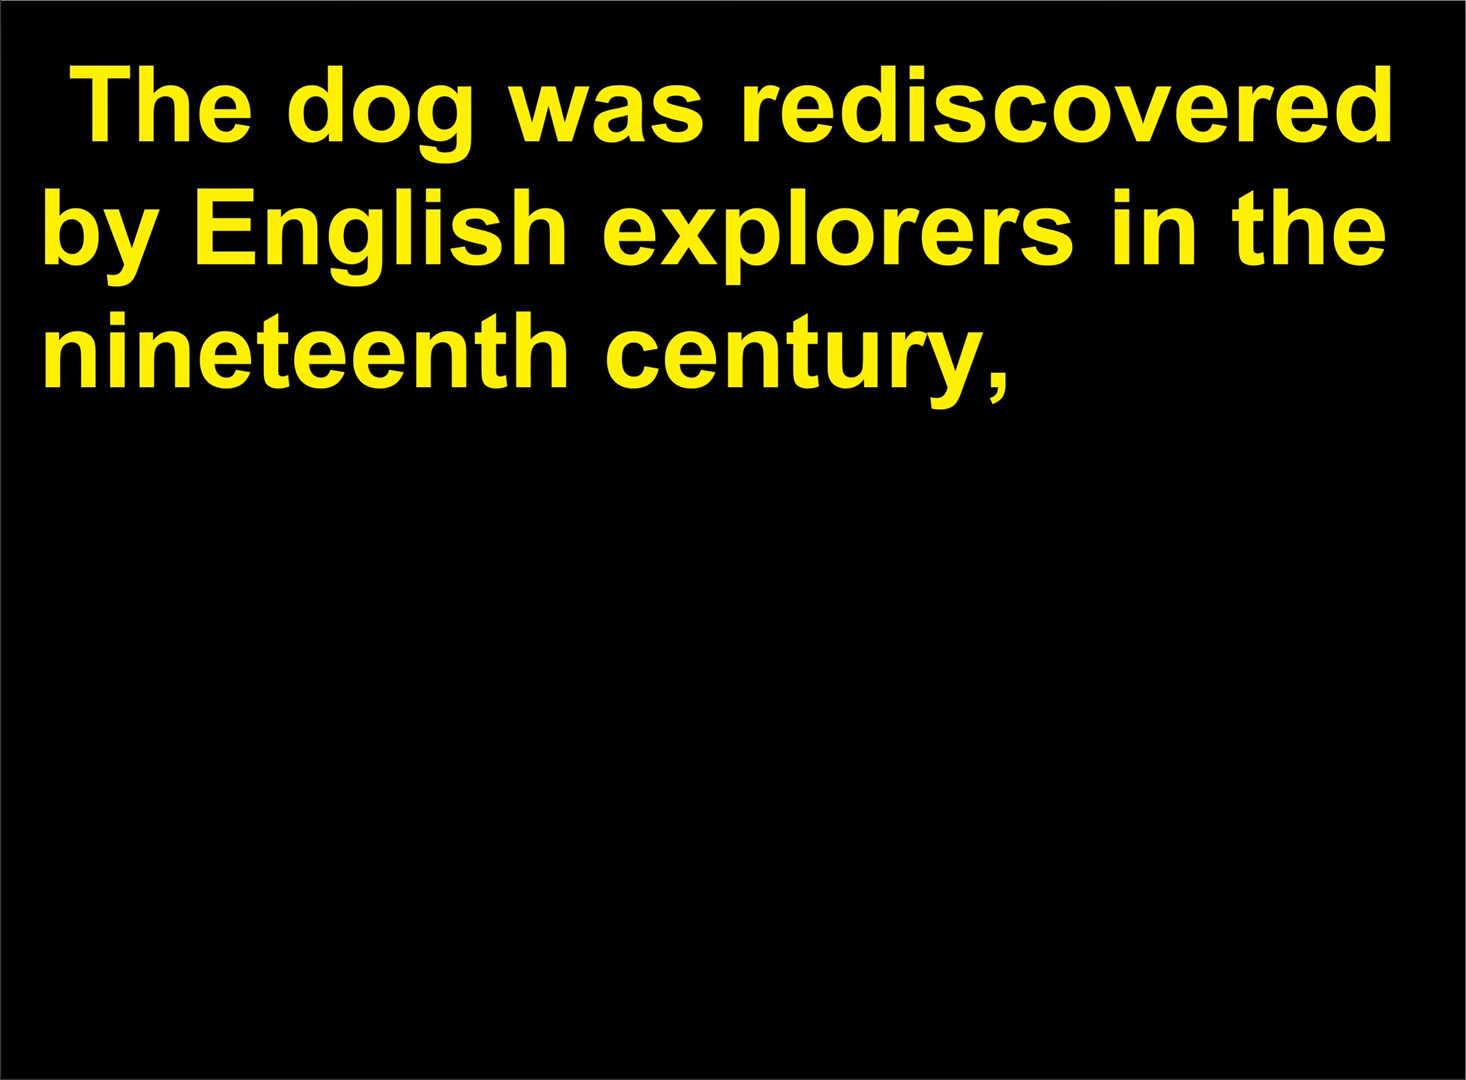 The dog was rediscovered
by English explorers in the
nineteenth century,